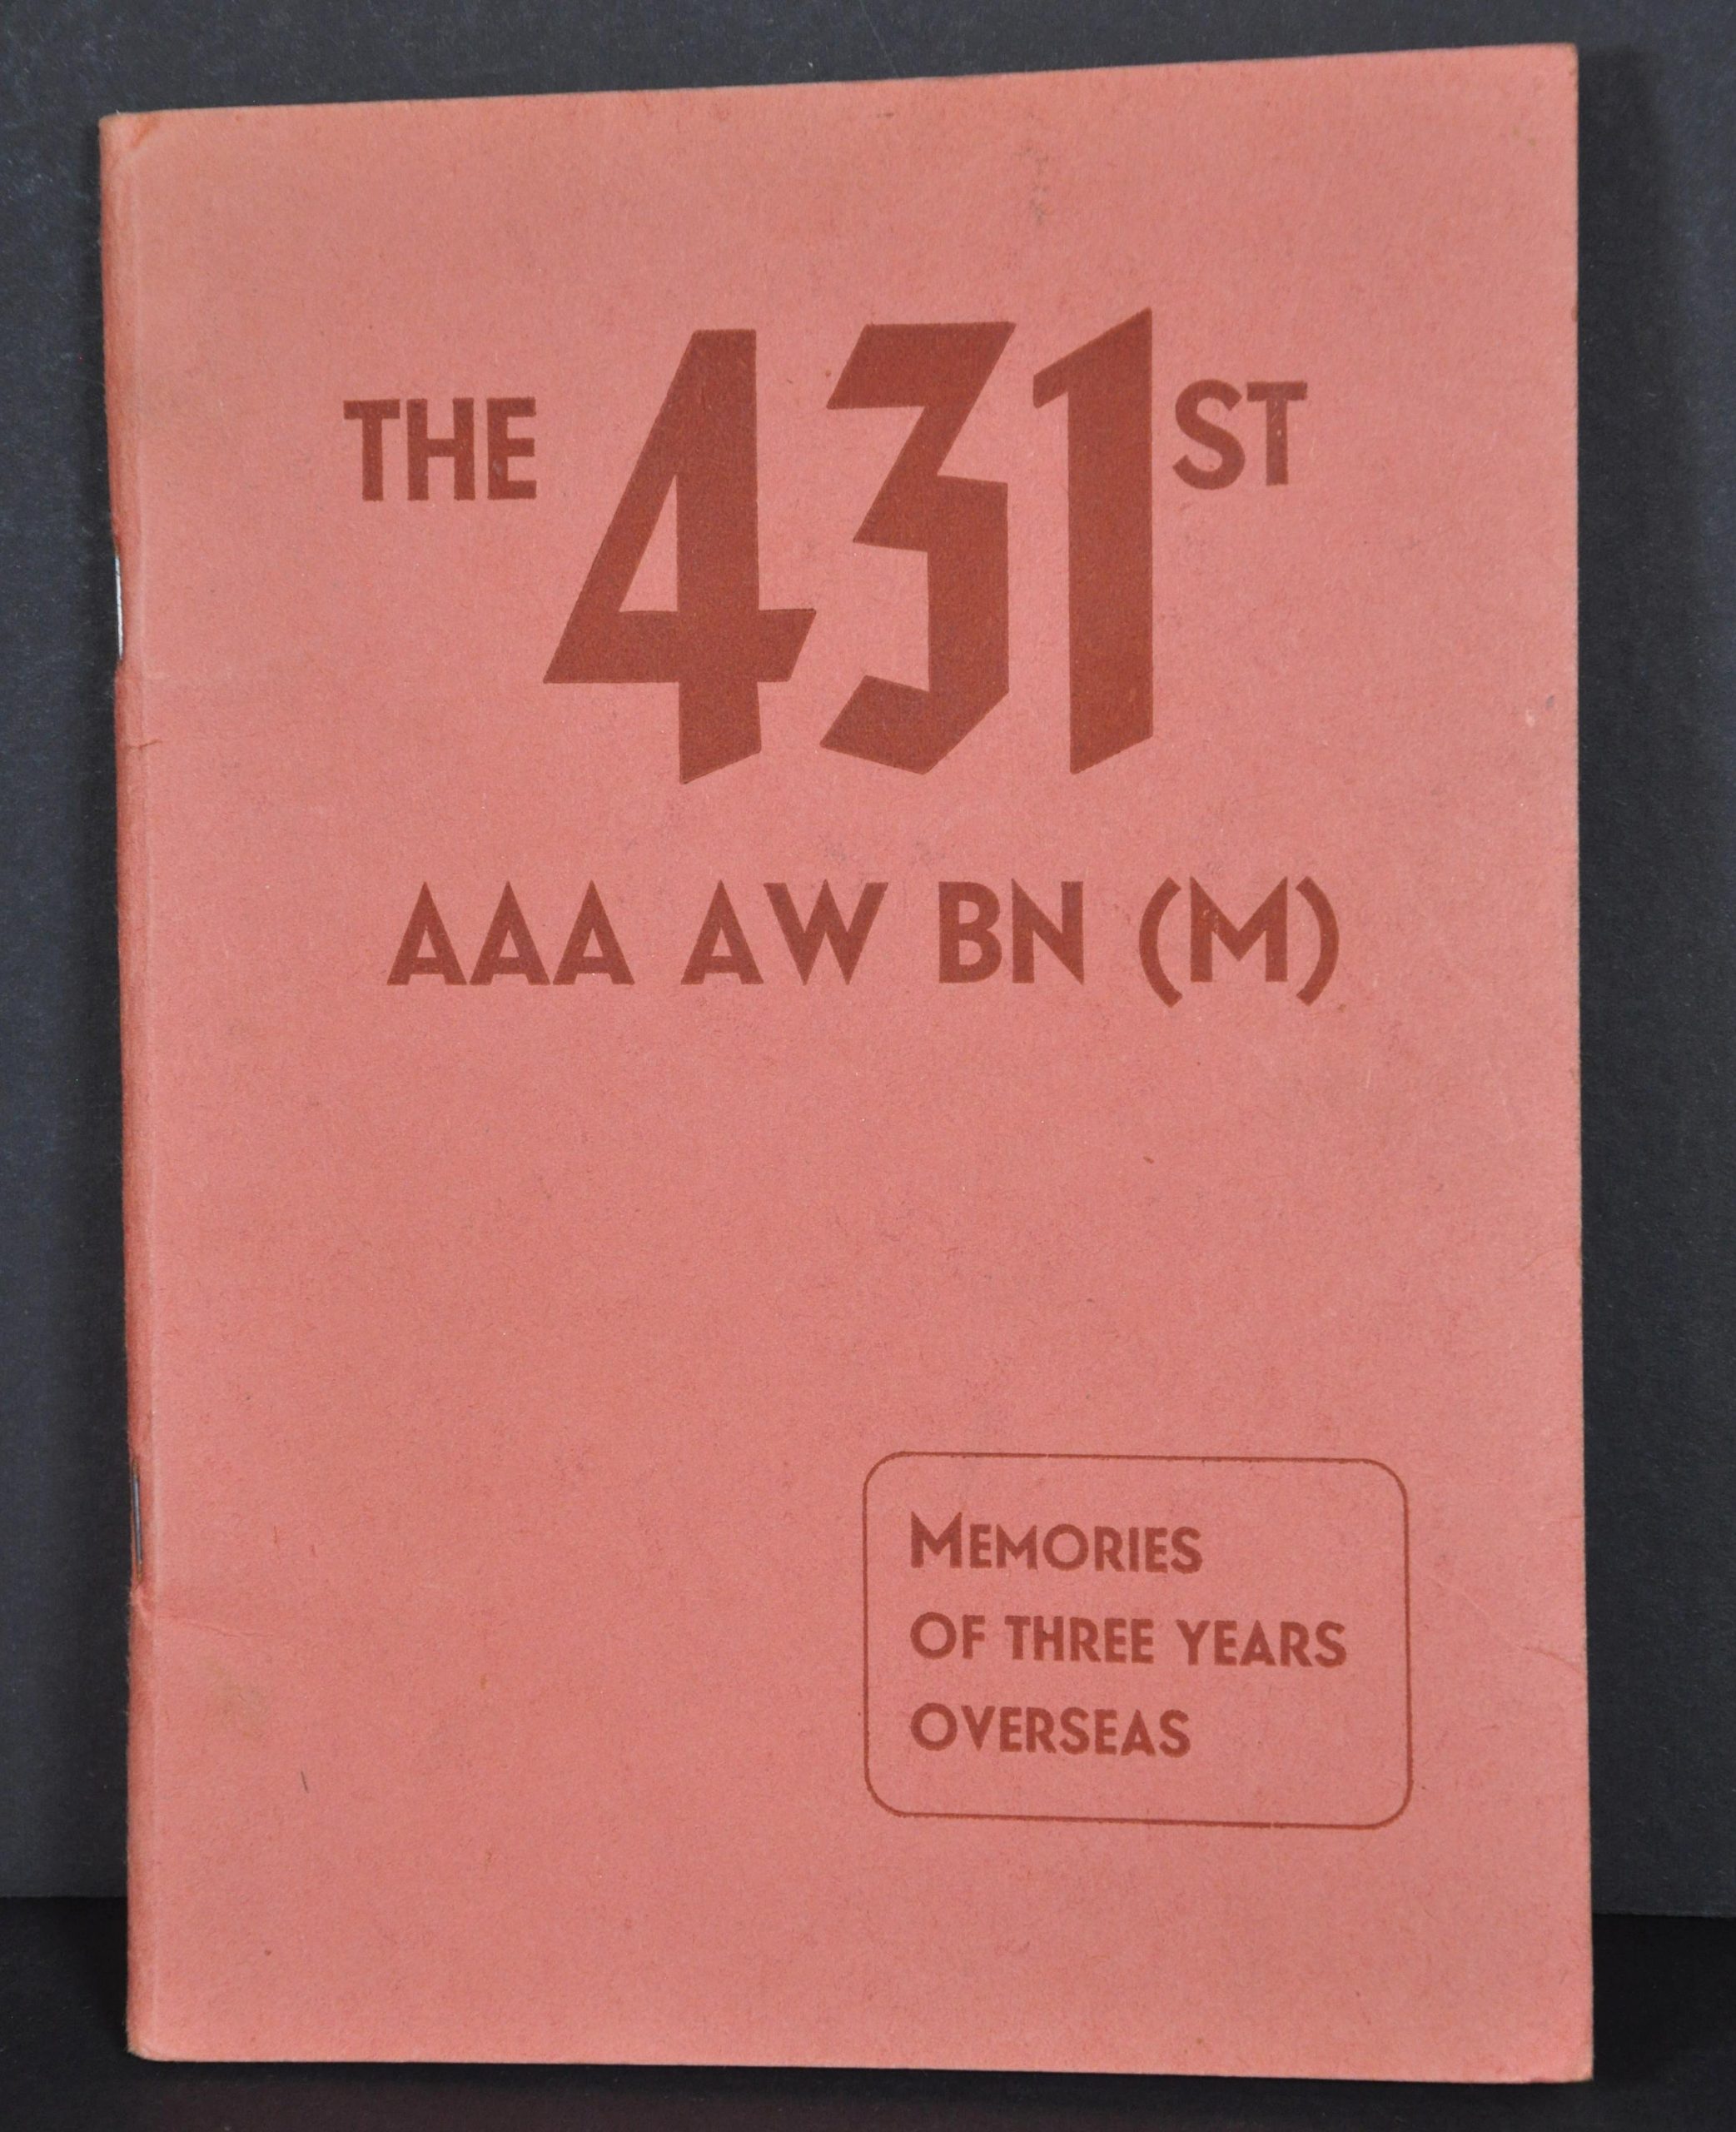 THE 431ST
AAA AW BN (M)
MEMORIES
OF THREE YEARS
OVERSEAS